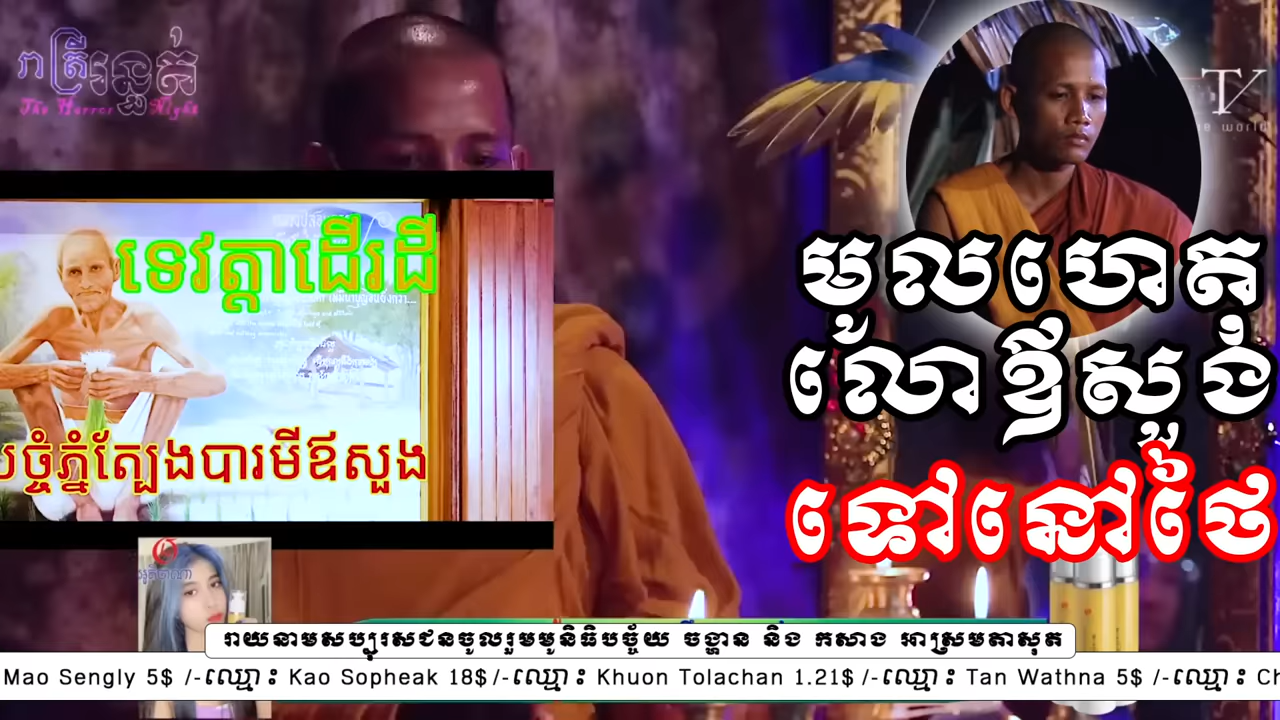 រាត្រីរន្ធត់
The Horror Night
TV
ទេវត្តាដើរដី
ច្ចំភ្នំត្បែងបារមីឪសួង
មូលហេតុ
លោឪសួង
ទៅនៅថៃ
រាយនាមសប្បុរសជនចូលរួមមូនិធិបច្ច័យ ចង្ហាន និង កសាង អាស្រមតាសុត
Mao Sengly 5$ /-ឈ្មោះ Kao Sopheak 18$ /-ឈ្មោះ Khuon Tolachan 1.21$ /-ឈ្មោះ Tan Wathna 5$ /-ឈ្មោះ Ch